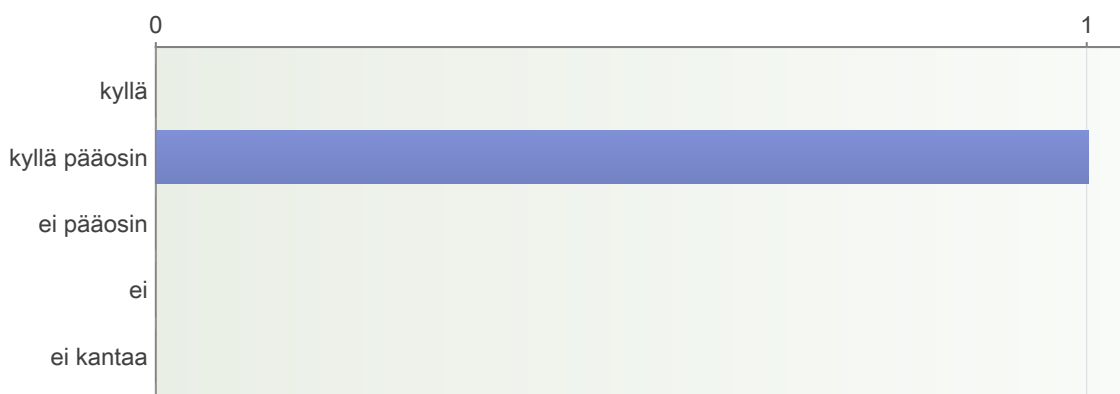 0 1
kyllä
kyllä pääosin
ei pääosin
ei
ei kantaa